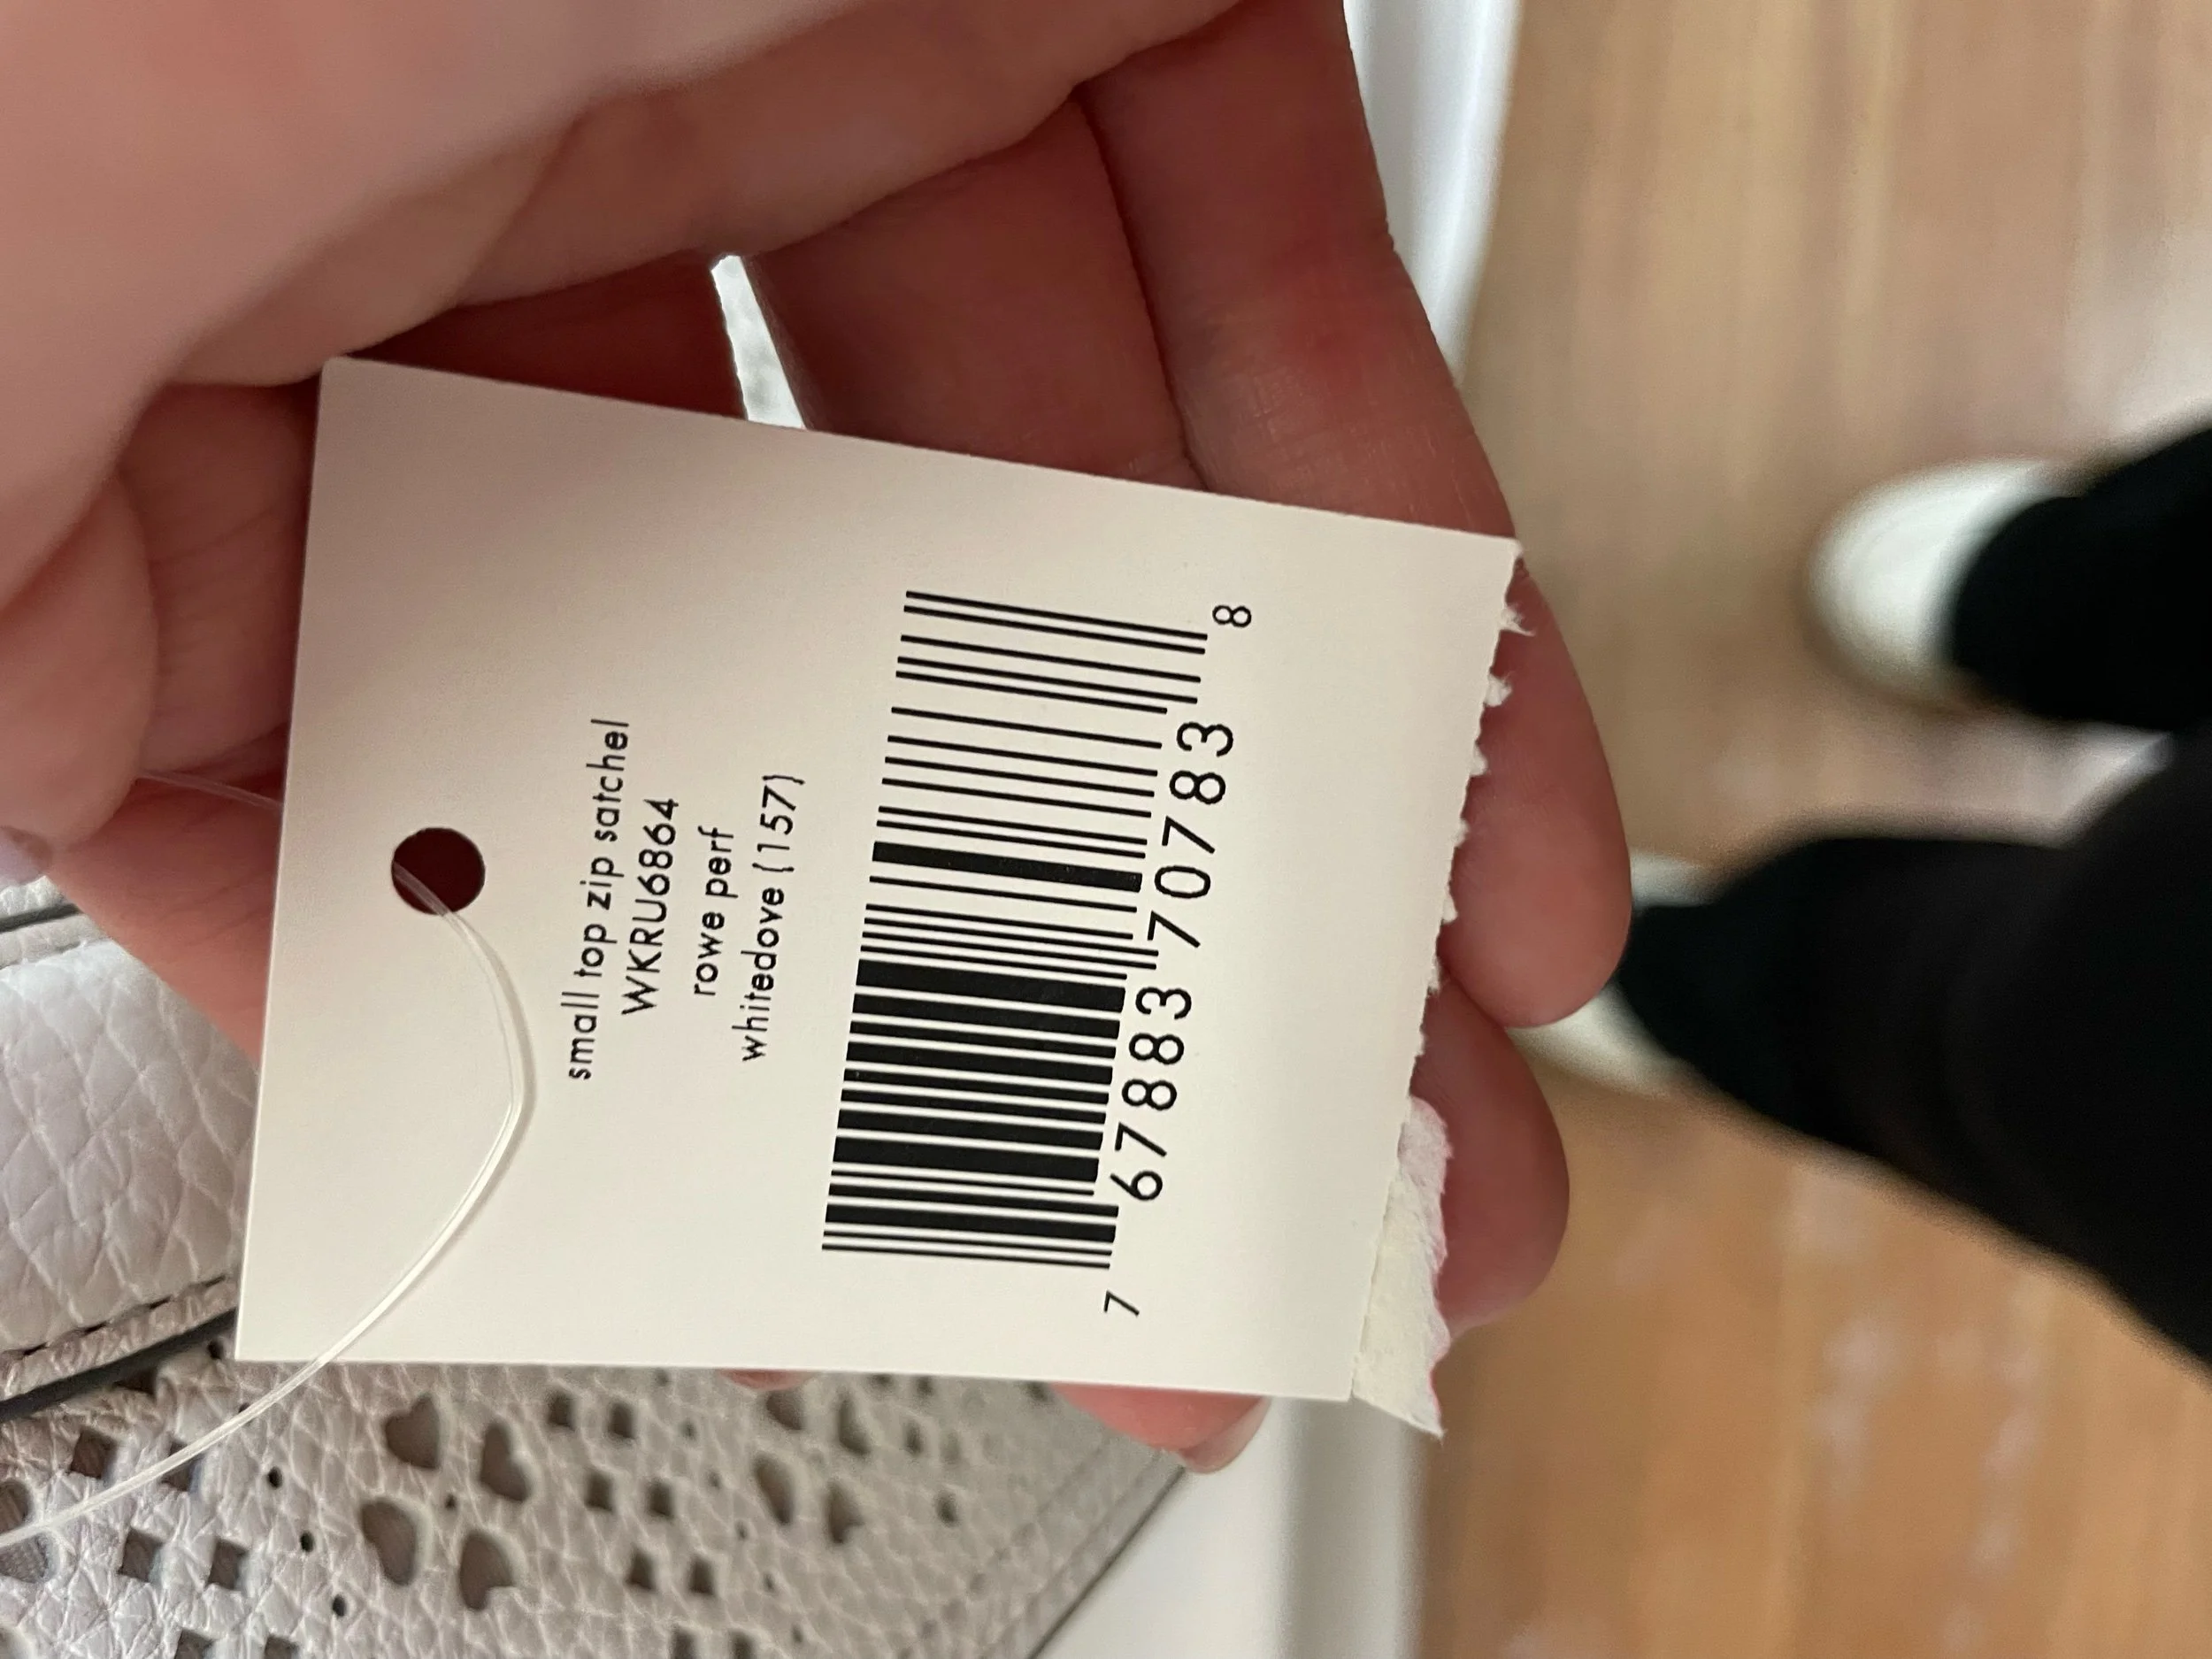 small top zip satchel
WKRU6864
rowe perf
whitedove (157)
7 67883 70783 8